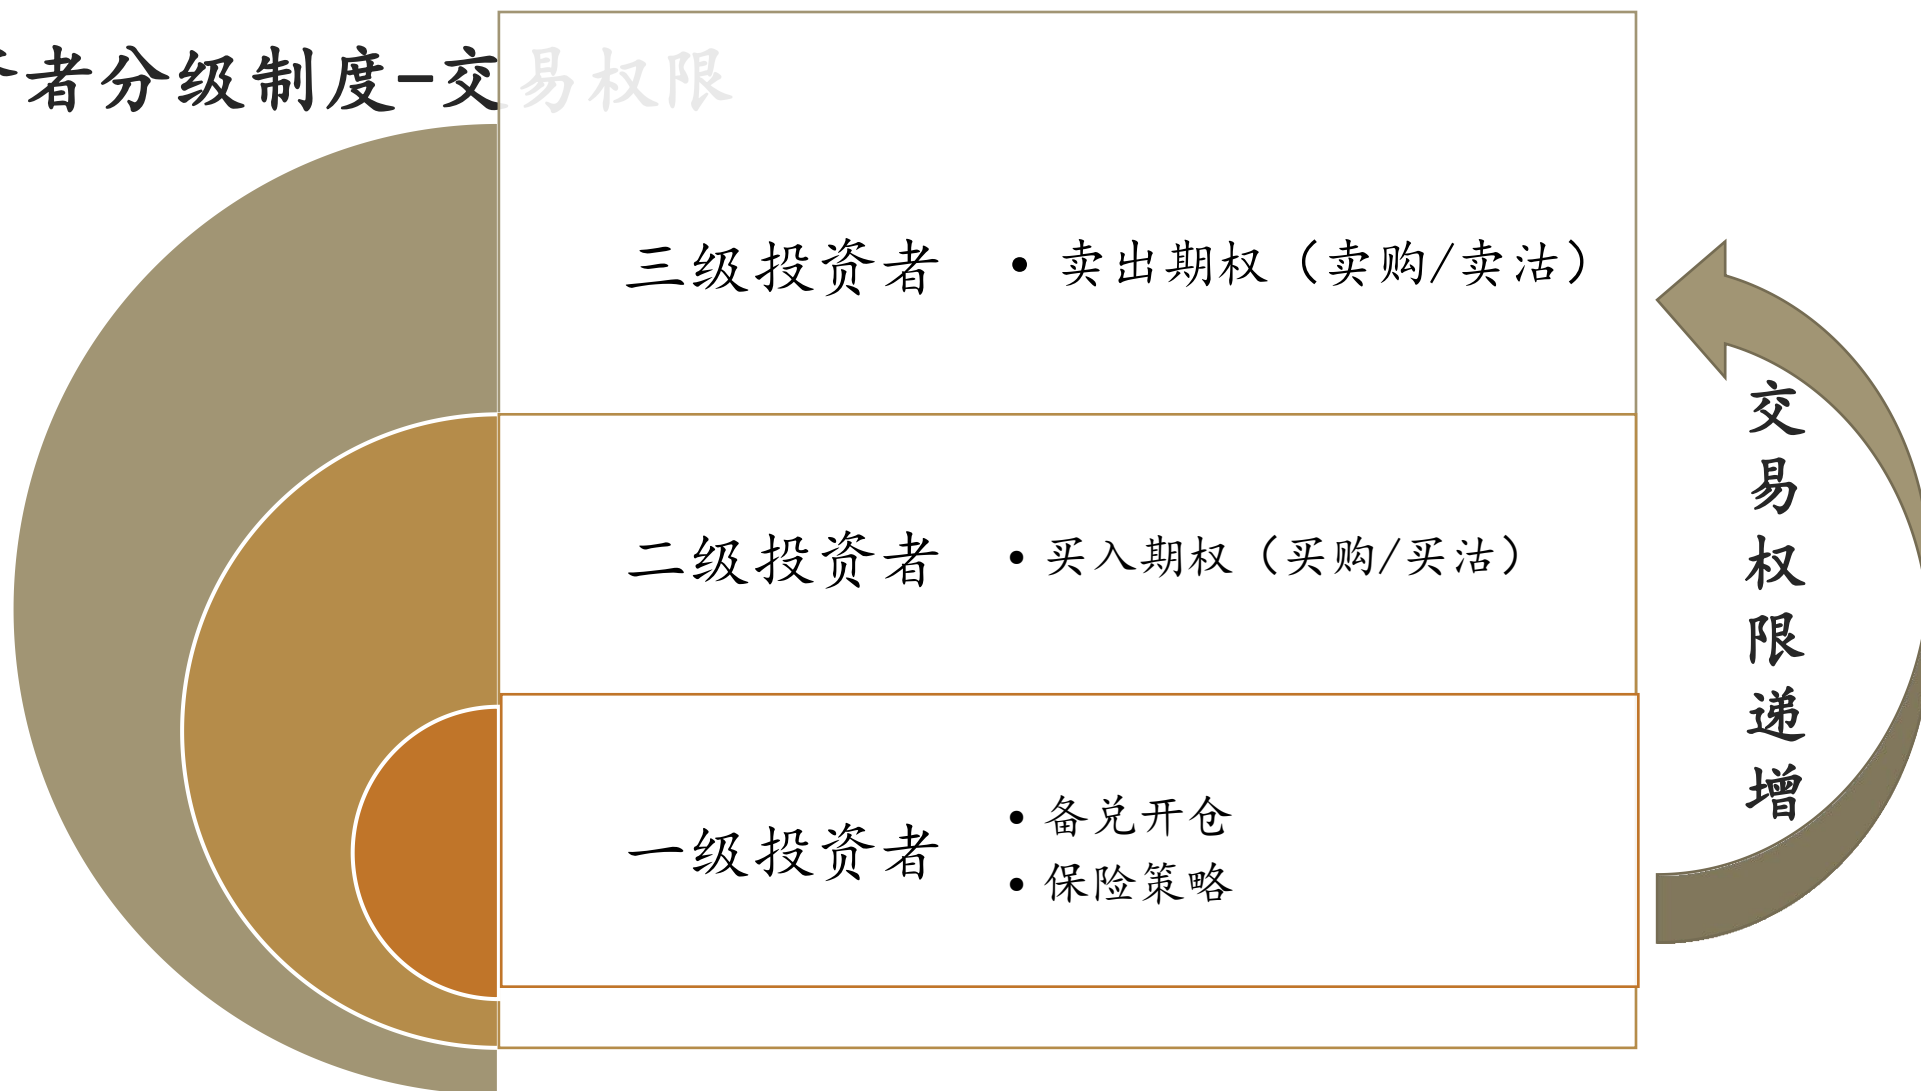 者分级制度-交易权限
三级投资者
• 卖出期权（卖购/卖沽）
二级投资者
• 买入期权（买购/买沽）
一级投资者
• 备兑开仓
• 保险策略
交易权限递增